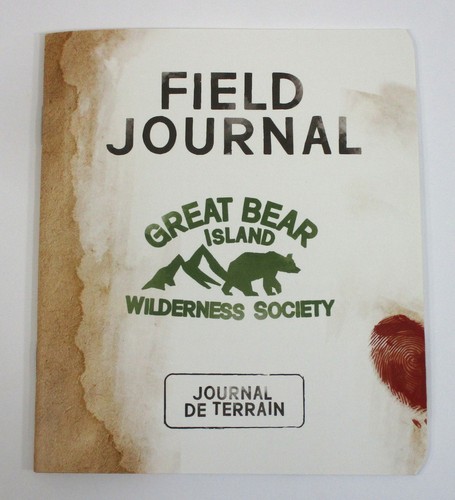 FIELD
JOURNAL
GREAT BEAR
ISLAND
WILDERNESS SOCIETY
JOURNAL
DE TERRAIN